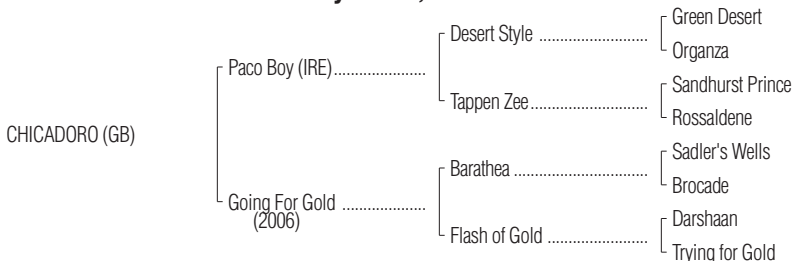 Green Desert
Desert Style ........................
Organza
Paco Boy (IRE)....................
Sandhurst Prince
Tappen Zee..........................
Rossaldene
CHICADORO (GB)
Sadler's Wells
Barathea ............................
Brocade
Going For Gold ..................
(2006)
Darshaan
Flash of Gold ......................
Trying for Gold